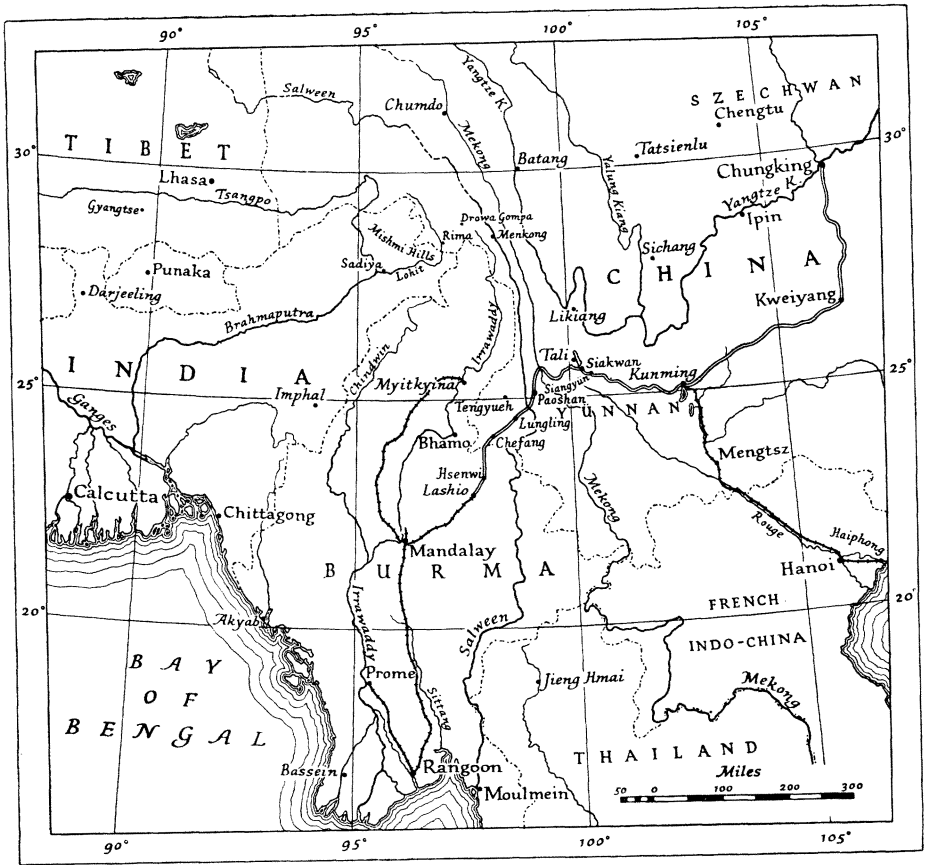 90°
95°
100°
105°
Salween
Chumdo
Yangtze K.
Mekong
SZECHWAN
Chengtu
30°
TIBET
Lhasa
Tsangpo
Gyangtse
Batang
Yalung Kiang
Tatsienlu
30°
Chungking
Yangtze K.
Ipin
Drowa Gompa
Rima
Menkong
Mishmi Hills
Sadiya
Lohit
Sichang
Punaka
Darjeeling
CHINA
Kweiyang
Brahmaputra
Likiang
Irrawaddy
Chindwin
INDIA
25°
Tali
Siakwan
Kunming
25°
Siangyun
Myitkyina
Imphal
Tengyueh
Paoshan
YUNNAN
Ganges
Lungling
Bhamo
Chefang
Mengtsz
Hsenwi
Lashio
Calcutta
Chittagong
Mekong
Rouge
Haiphong
Mandalay
Hanoi
BURMA
20°
Akyab
Irrawaddy
Salween
FRENCH
20°
INDO-CHINA
BAY
OF
BENGAL
Prome
Sittang
Jieng Hmai
Mekong
THAILAND
Bassein
Rangoon
Moulmein
Miles
50 0 100 200 300
90°
95°
100°
105°